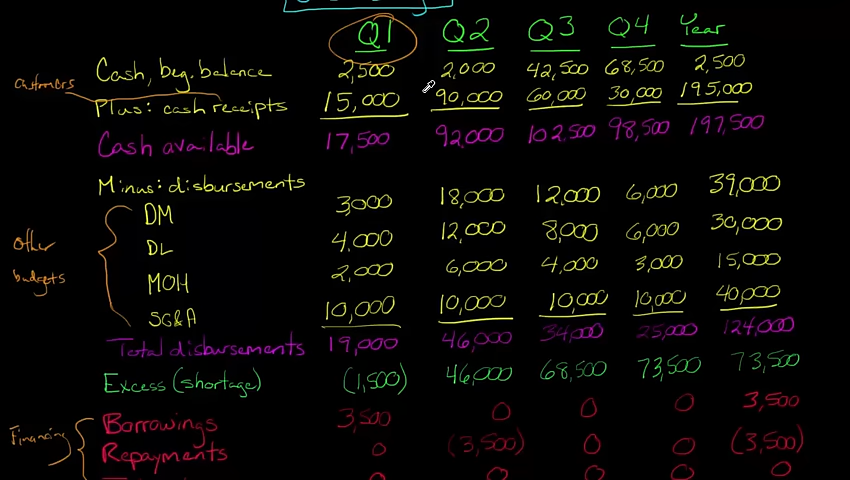 Q1 Q2 Q3 Q4 Year
customers
Cash, beg. balance 2,500 2,000 42,500 68,500 2,500
Plus: cash receipts 15,000 90,000 60,000 30,000 195,000
Cash available 17,500 92,000 102,500 98,500 197,500
Minus: disbursements
DM 3,000 18,000 12,000 6,000 39,000
Other budgets
DL 4,000 12,000 8,000 6,000 30,000
MOH 2,000 6,000 4,000 3,000 15,000
SG&A 10,000 10,000 10,000 10,000 40,000
Total disbursements 19,000 46,000 34,000 25,000 124,000
Excess (shortage) (1,500) 46,000 68,500 73,500 73,500
Financing
Borrowings 3,500 0 0 0 3,500
Repayments 0 (3,500) 0 0 (3,500)
0 0 0 0